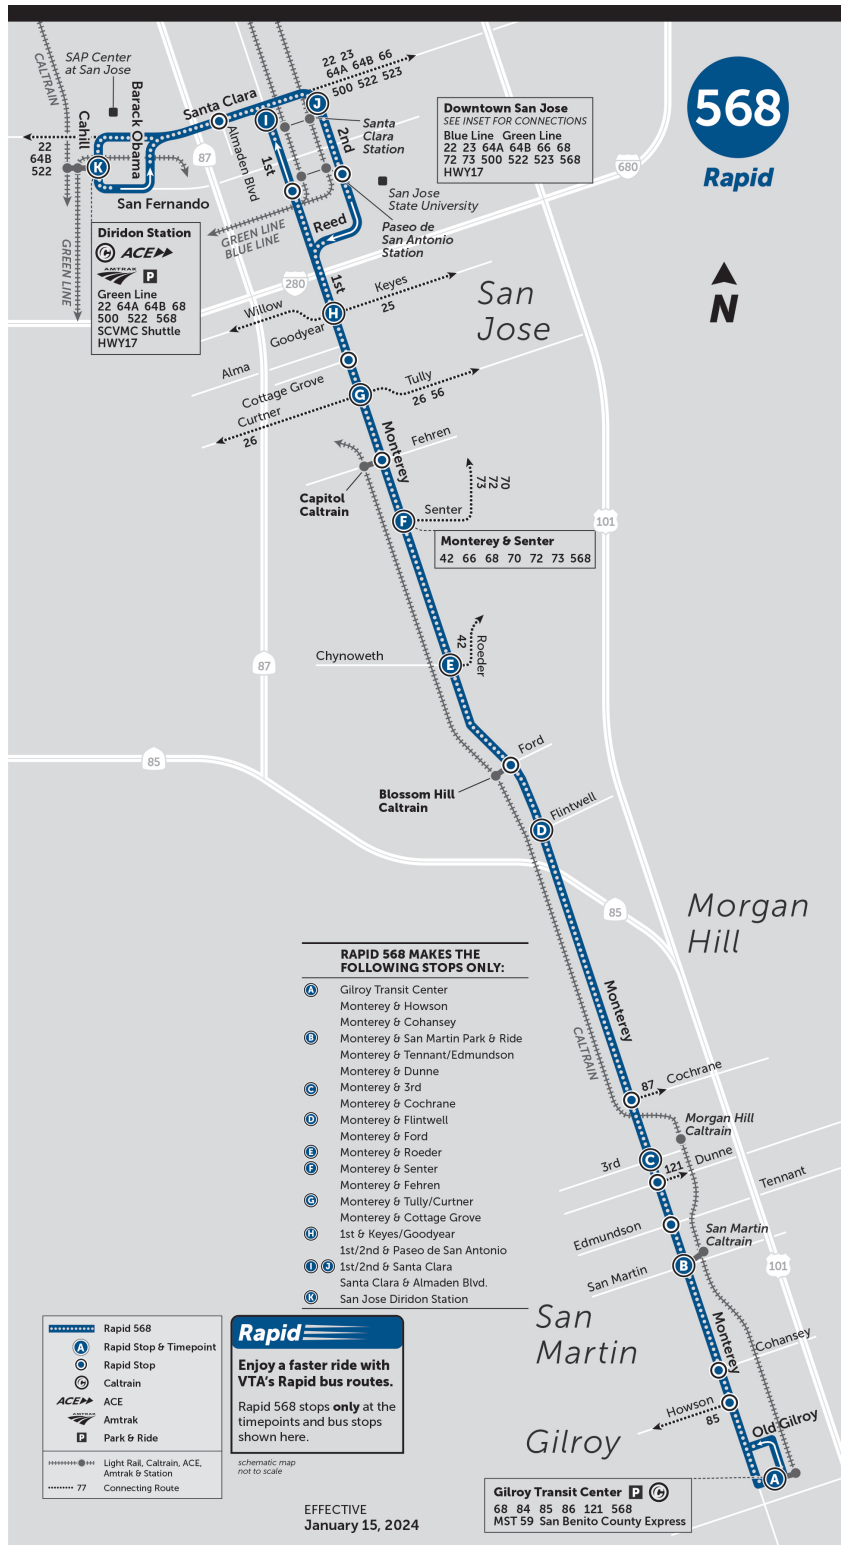 SAP Center
at San Jose
CALTRAIN
22 23
64A 64B 66
500 522 523
568
Rapid
Santa Clara
Barack Obama
Cahill
J
I
Downtown San Jose
SEE INSET FOR CONNECTIONS
Blue Line Green Line
22 23 64A 64B 66 68
72 73 500 522 523 568
HWY17
Santa
Clara
Station
2nd
1st
Almaden Blvd
87
22
64B
522
K
680
San Fernando
San Jose
State University
Paseo de
San Antonio
Station
Reed
GREEN LINE
BLUE LINE
GREEN LINE
Diridon Station
ACE
AMTRAK
P
Green Line
22 64A 64B 68
500 522 568
SCVMC Shuttle
HWY17
280
1st
Keyes
25
Willow
H
Goodyear
San
Jose
N
Alma
Cottage Grove
Tully
26 56
G
Curtner
26
Monterey
Fehren
Capitol
Caltrain
70
72
73
Senter
F
101
Monterey & Senter
42 66 68 70 72 73 568
42
Roeder
Chynoweth
E
87
85
Ford
Blossom Hill
Caltrain
Flintwell
D
85
Morgan
Hill
Monterey
CALTRAIN
RAPID 568 MAKES THE
FOLLOWING STOPS ONLY:
A Gilroy Transit Center
Monterey & Howson
Monterey & Cohansey
B Monterey & San Martin Park & Ride
Monterey & Tennant/Edmundson
Monterey & Dunne
C Monterey & 3rd
Monterey & Cochrane
D Monterey & Flintwell
Monterey & Ford
E Monterey & Roeder
F Monterey & Senter
Monterey & Fehren
G Monterey & Tully/Curtner
Monterey & Cottage Grove
H 1st & Keyes/Goodyear
1st/2nd & Paseo de San Antonio
I J 1st/2nd & Santa Clara
Santa Clara & Almaden Blvd.
K San Jose Diridon Station
87
Cochrane
Morgan Hill
Caltrain
3rd
C
121
Dunne
Tennant
Edmundson
San Martin
Caltrain
San Martin
B
101
San
Martin
Monterey
Cohansey
Howson
85
Old Gilroy
Gilroy
A
Gilroy Transit Center P
68 84 85 86 121 568
MST 59 San Benito County Express
Rapid 568
A Rapid Stop & Timepoint
Rapid Stop
Caltrain
ACE ACE
AMTRAK Amtrak
P Park & Ride
Light Rail, Caltrain, ACE,
Amtrak & Station
77 Connecting Route
Rapid
Enjoy a faster ride with
VTA's Rapid bus routes.
Rapid 568 stops only at the
timepoints and bus stops
shown here.
schematic map
not to scale
EFFECTIVE
January 15, 2024